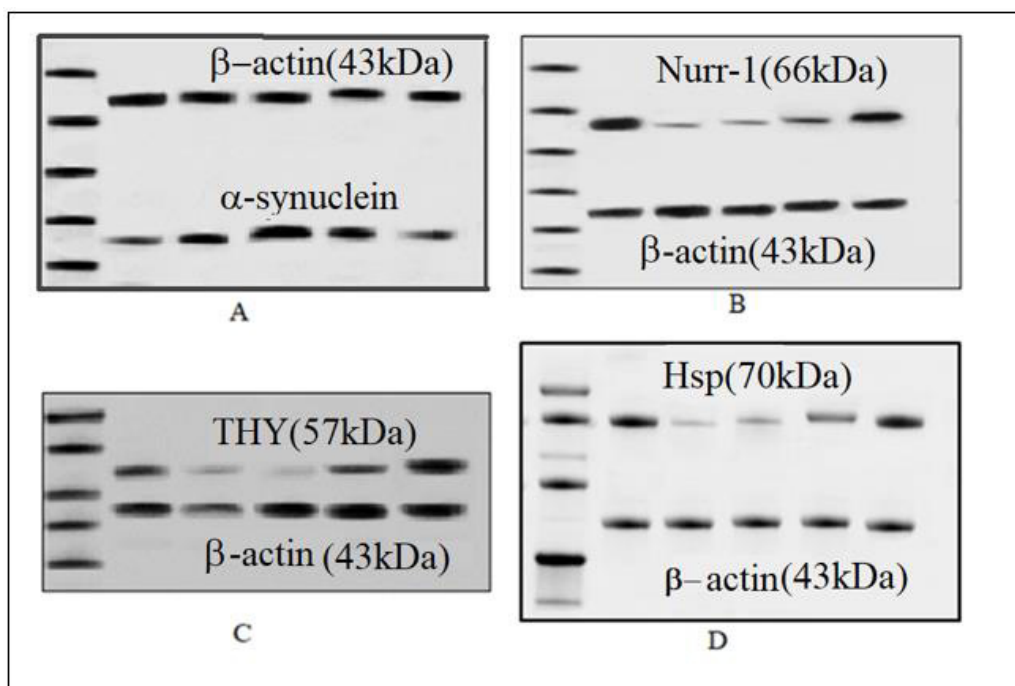 β–actin(43kDa)
α-synuclein
A
Nurr-1(66kDa)
β-actin(43kDa)
B
THY(57kDa)
β-actin (43kDa)
C
Hsp(70kDa)
β–actin(43kDa)
D